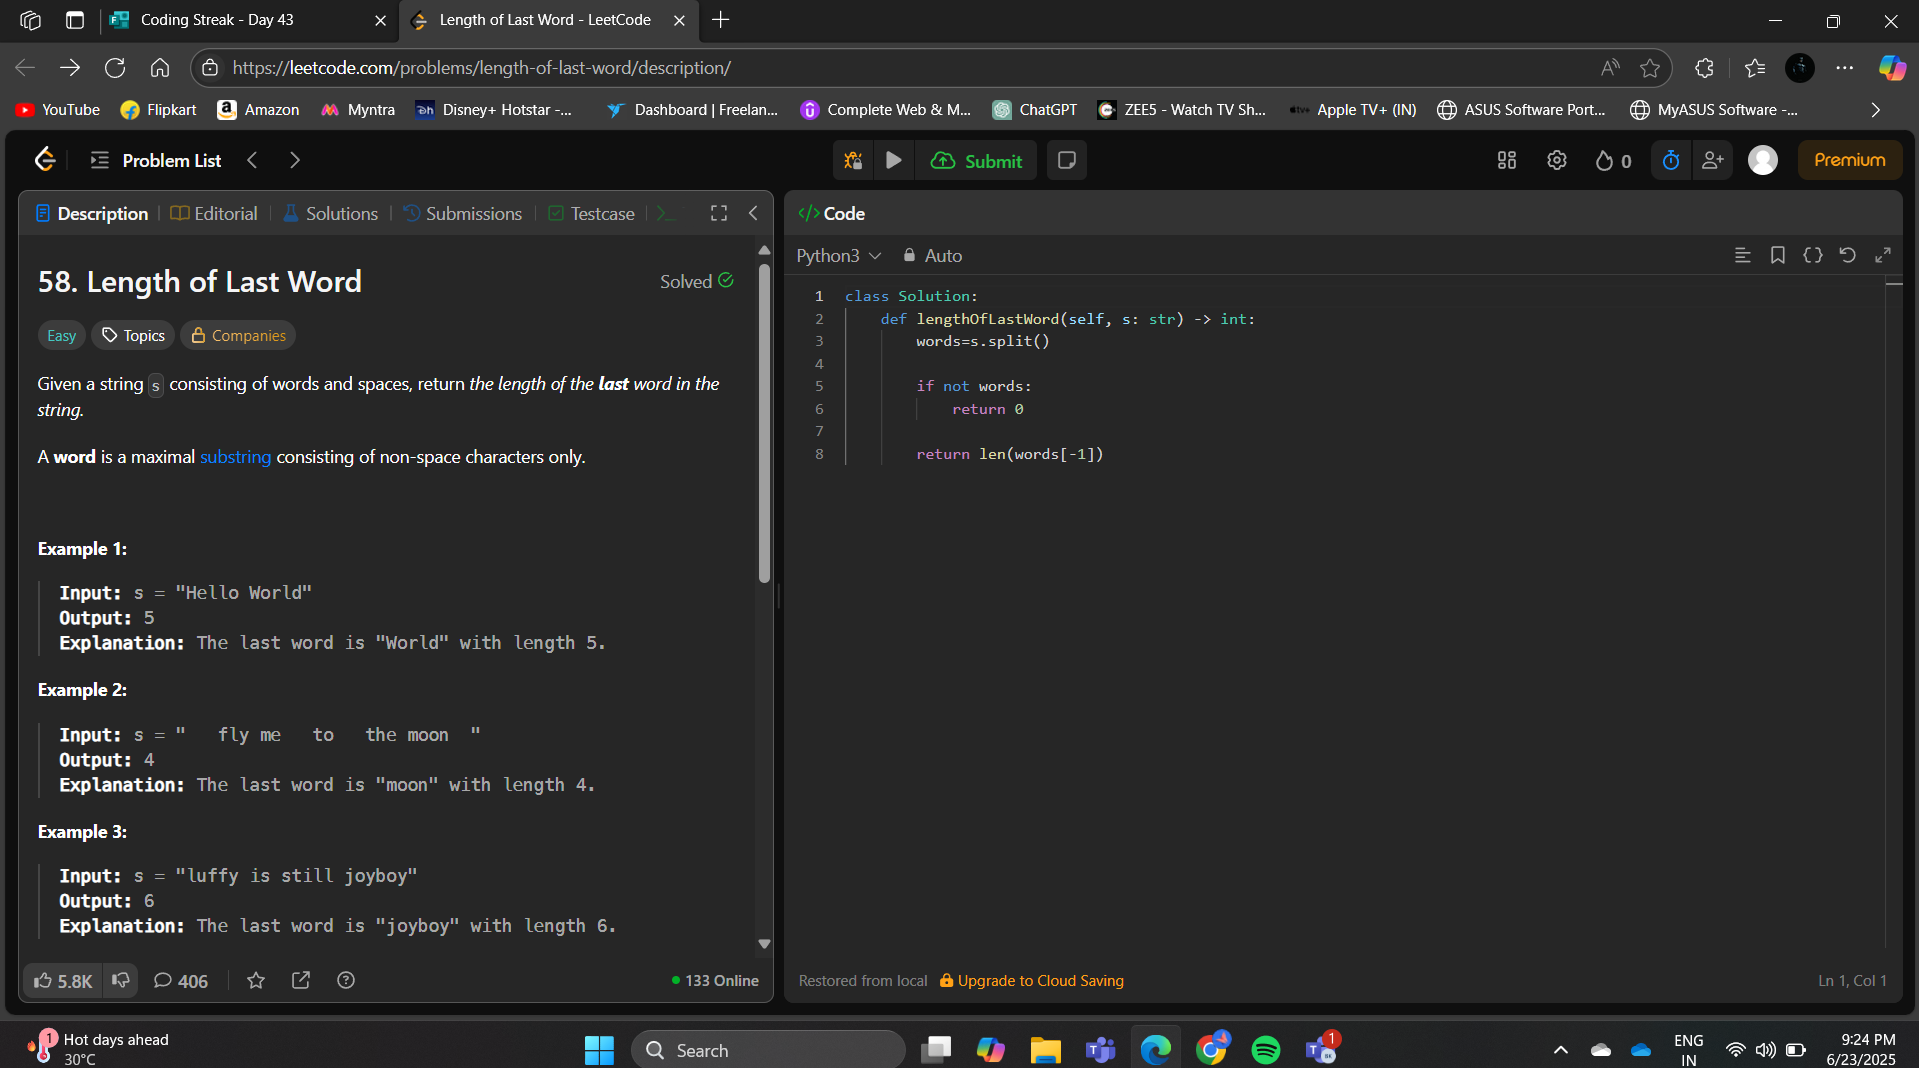 Coding Streak - Day 43
Length of Last Word - LeetCode
https://leetcode.com/problems/length-of-last-word/description/
YouTube
Flipkart
Amazon
Myntra
Disney+ Hotstar -...
Dashboard | Freelan...
Complete Web & M...
ChatGPT
ZEE5 - Watch TV Sh...
Apple TV+ (IN)
ASUS Software Port...
MyASUS Software -...
Problem List
Submit
0
Premium
Description
Editorial
Solutions
Submissions
Testcase
58. Length of Last Word
Solved
Easy
Topics
Companies
Given a string s consisting of words and spaces, return the length of the last word in the
string.
A word is a maximal substring consisting of non-space characters only.
Example 1:
Input: s = "Hello World"
Output: 5
Explanation: The last word is "World" with length 5.
Example 2:
Input: s = "   fly me   to   the moon  "
Output: 4
Explanation: The last word is "moon" with length 4.
Example 3:
Input: s = "luffy is still joyboy"
Output: 6
Explanation: The last word is "joyboy" with length 6.
5.8K
406
133 Online
</> Code
Python3
Auto
1 class Solution:
2     def lengthOfLastWord(self, s: str) -> int:
3         words=s.split()
4
5         if not words:
6             return 0
7
8         return len(words[-1])
Restored from local
Upgrade to Cloud Saving
Ln 1, Col 1
1
Hot days ahead
30°C
Search
1
ENG
IN
9:24 PM
6/23/2025